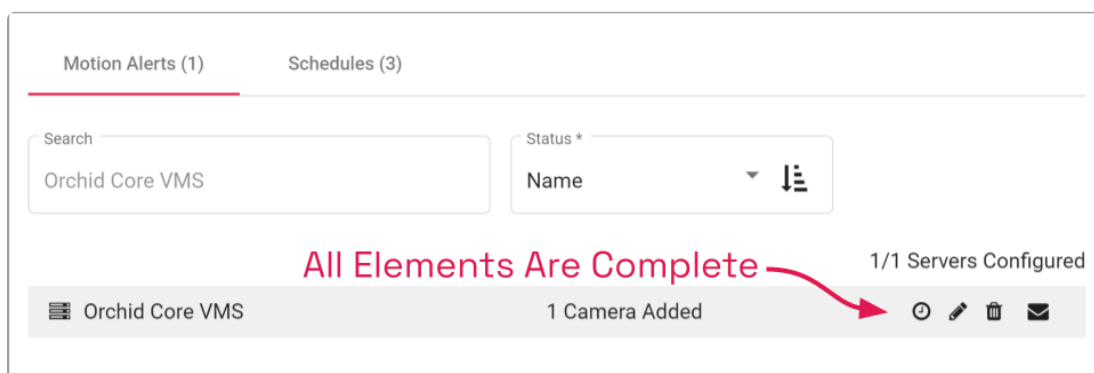 Motion Alerts (1) Schedules (3)
Search
Orchid Core VMS
Status *
Name
All Elements Are Complete
1/1 Servers Configured
Orchid Core VMS 1 Camera Added